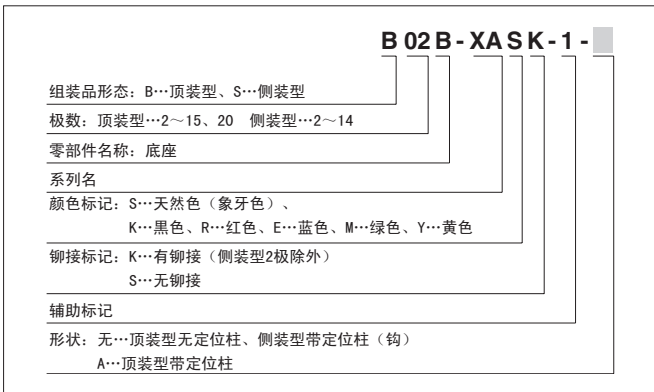 B 02 B - XA S K - 1 -
组装品形态：B…顶装型、S…侧装型
极数：顶装型…2～15、20 侧装型…2～14
零部件名称：底座
系列名
颜色标记：S…天然色（象牙色）、
K…黑色、R…红色、E…蓝色、M…绿色、Y…黄色
铆接标记：K…有铆接（侧装型2极除外）
S…无铆接
辅助标记
形状：无…顶装型无定位柱、侧装型带定位柱（钩）
A…顶装型带定位柱